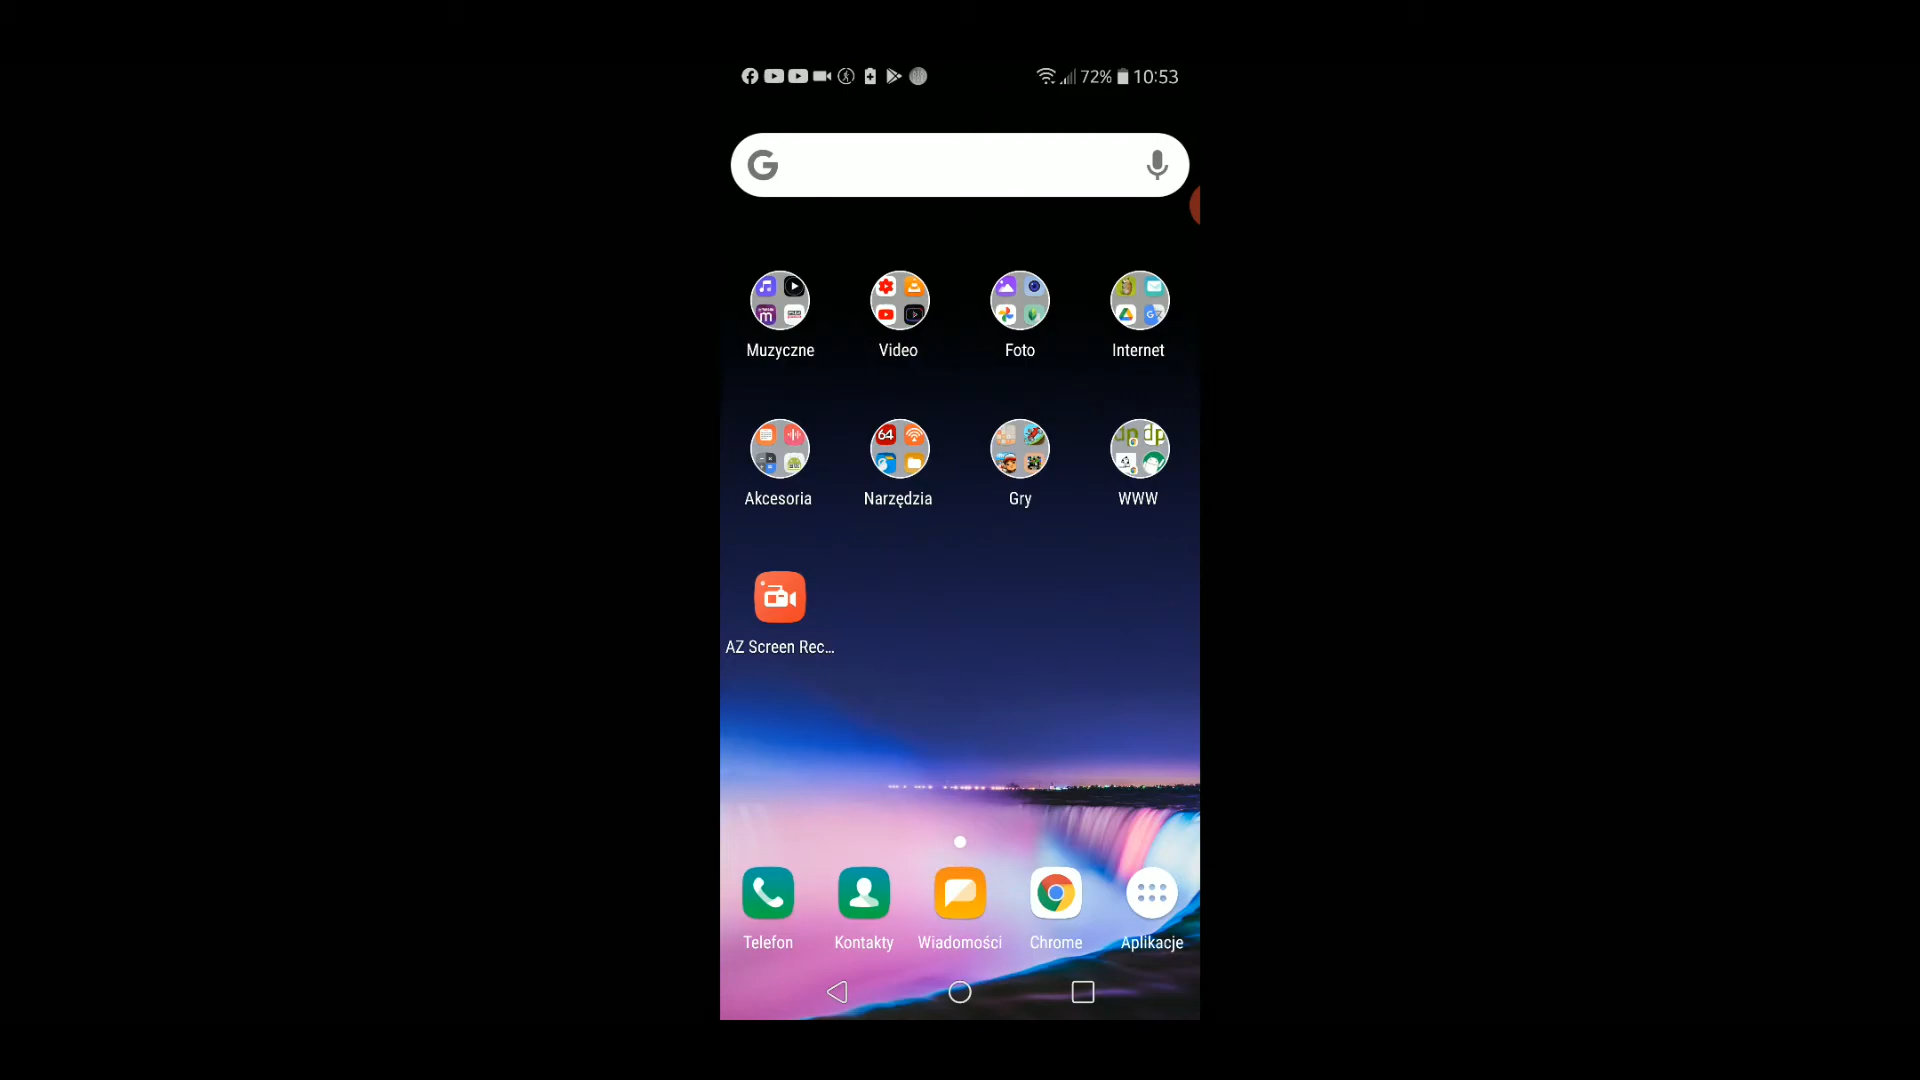 72% 10:53
G
Muzyczne Video Foto Internet
64
Akcesoria Narzędzia Gry WWW
AZ Screen Rec...
Telefon Kontakty Wiadomości Chrome Aplikacje